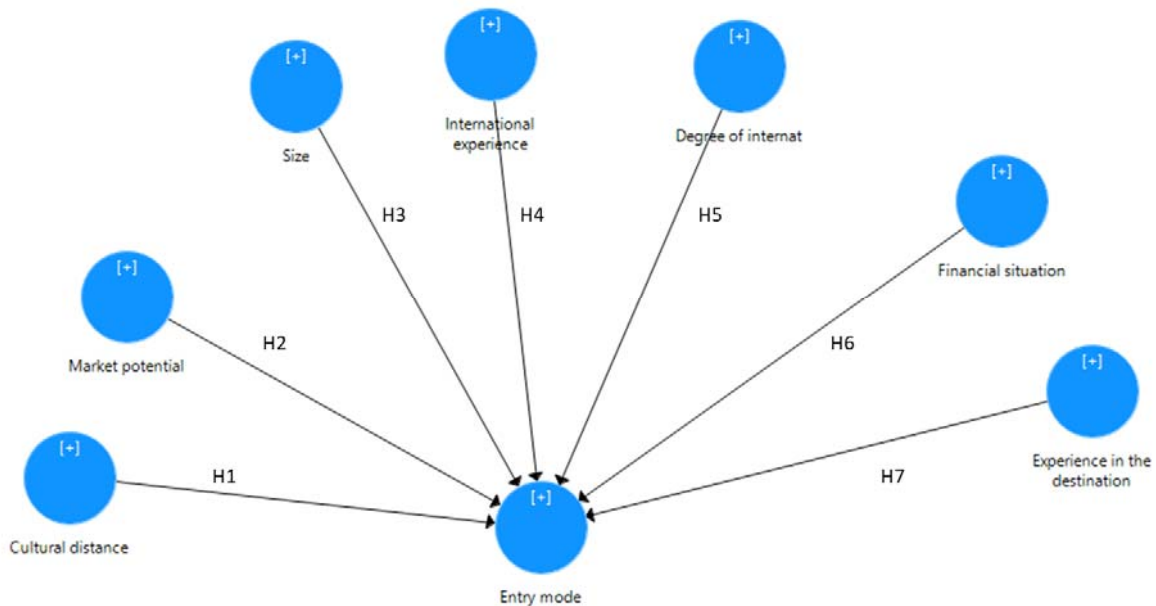 [+]
Size
[+]
International
experience
[+]
Degree of internat
[+]
Financial situation
[+]
Market potential
[+]
Cultural distance
[+]
Experience in the
destination
[+]
Entry mode
H1
H2
H3
H4
H5
H6
H7